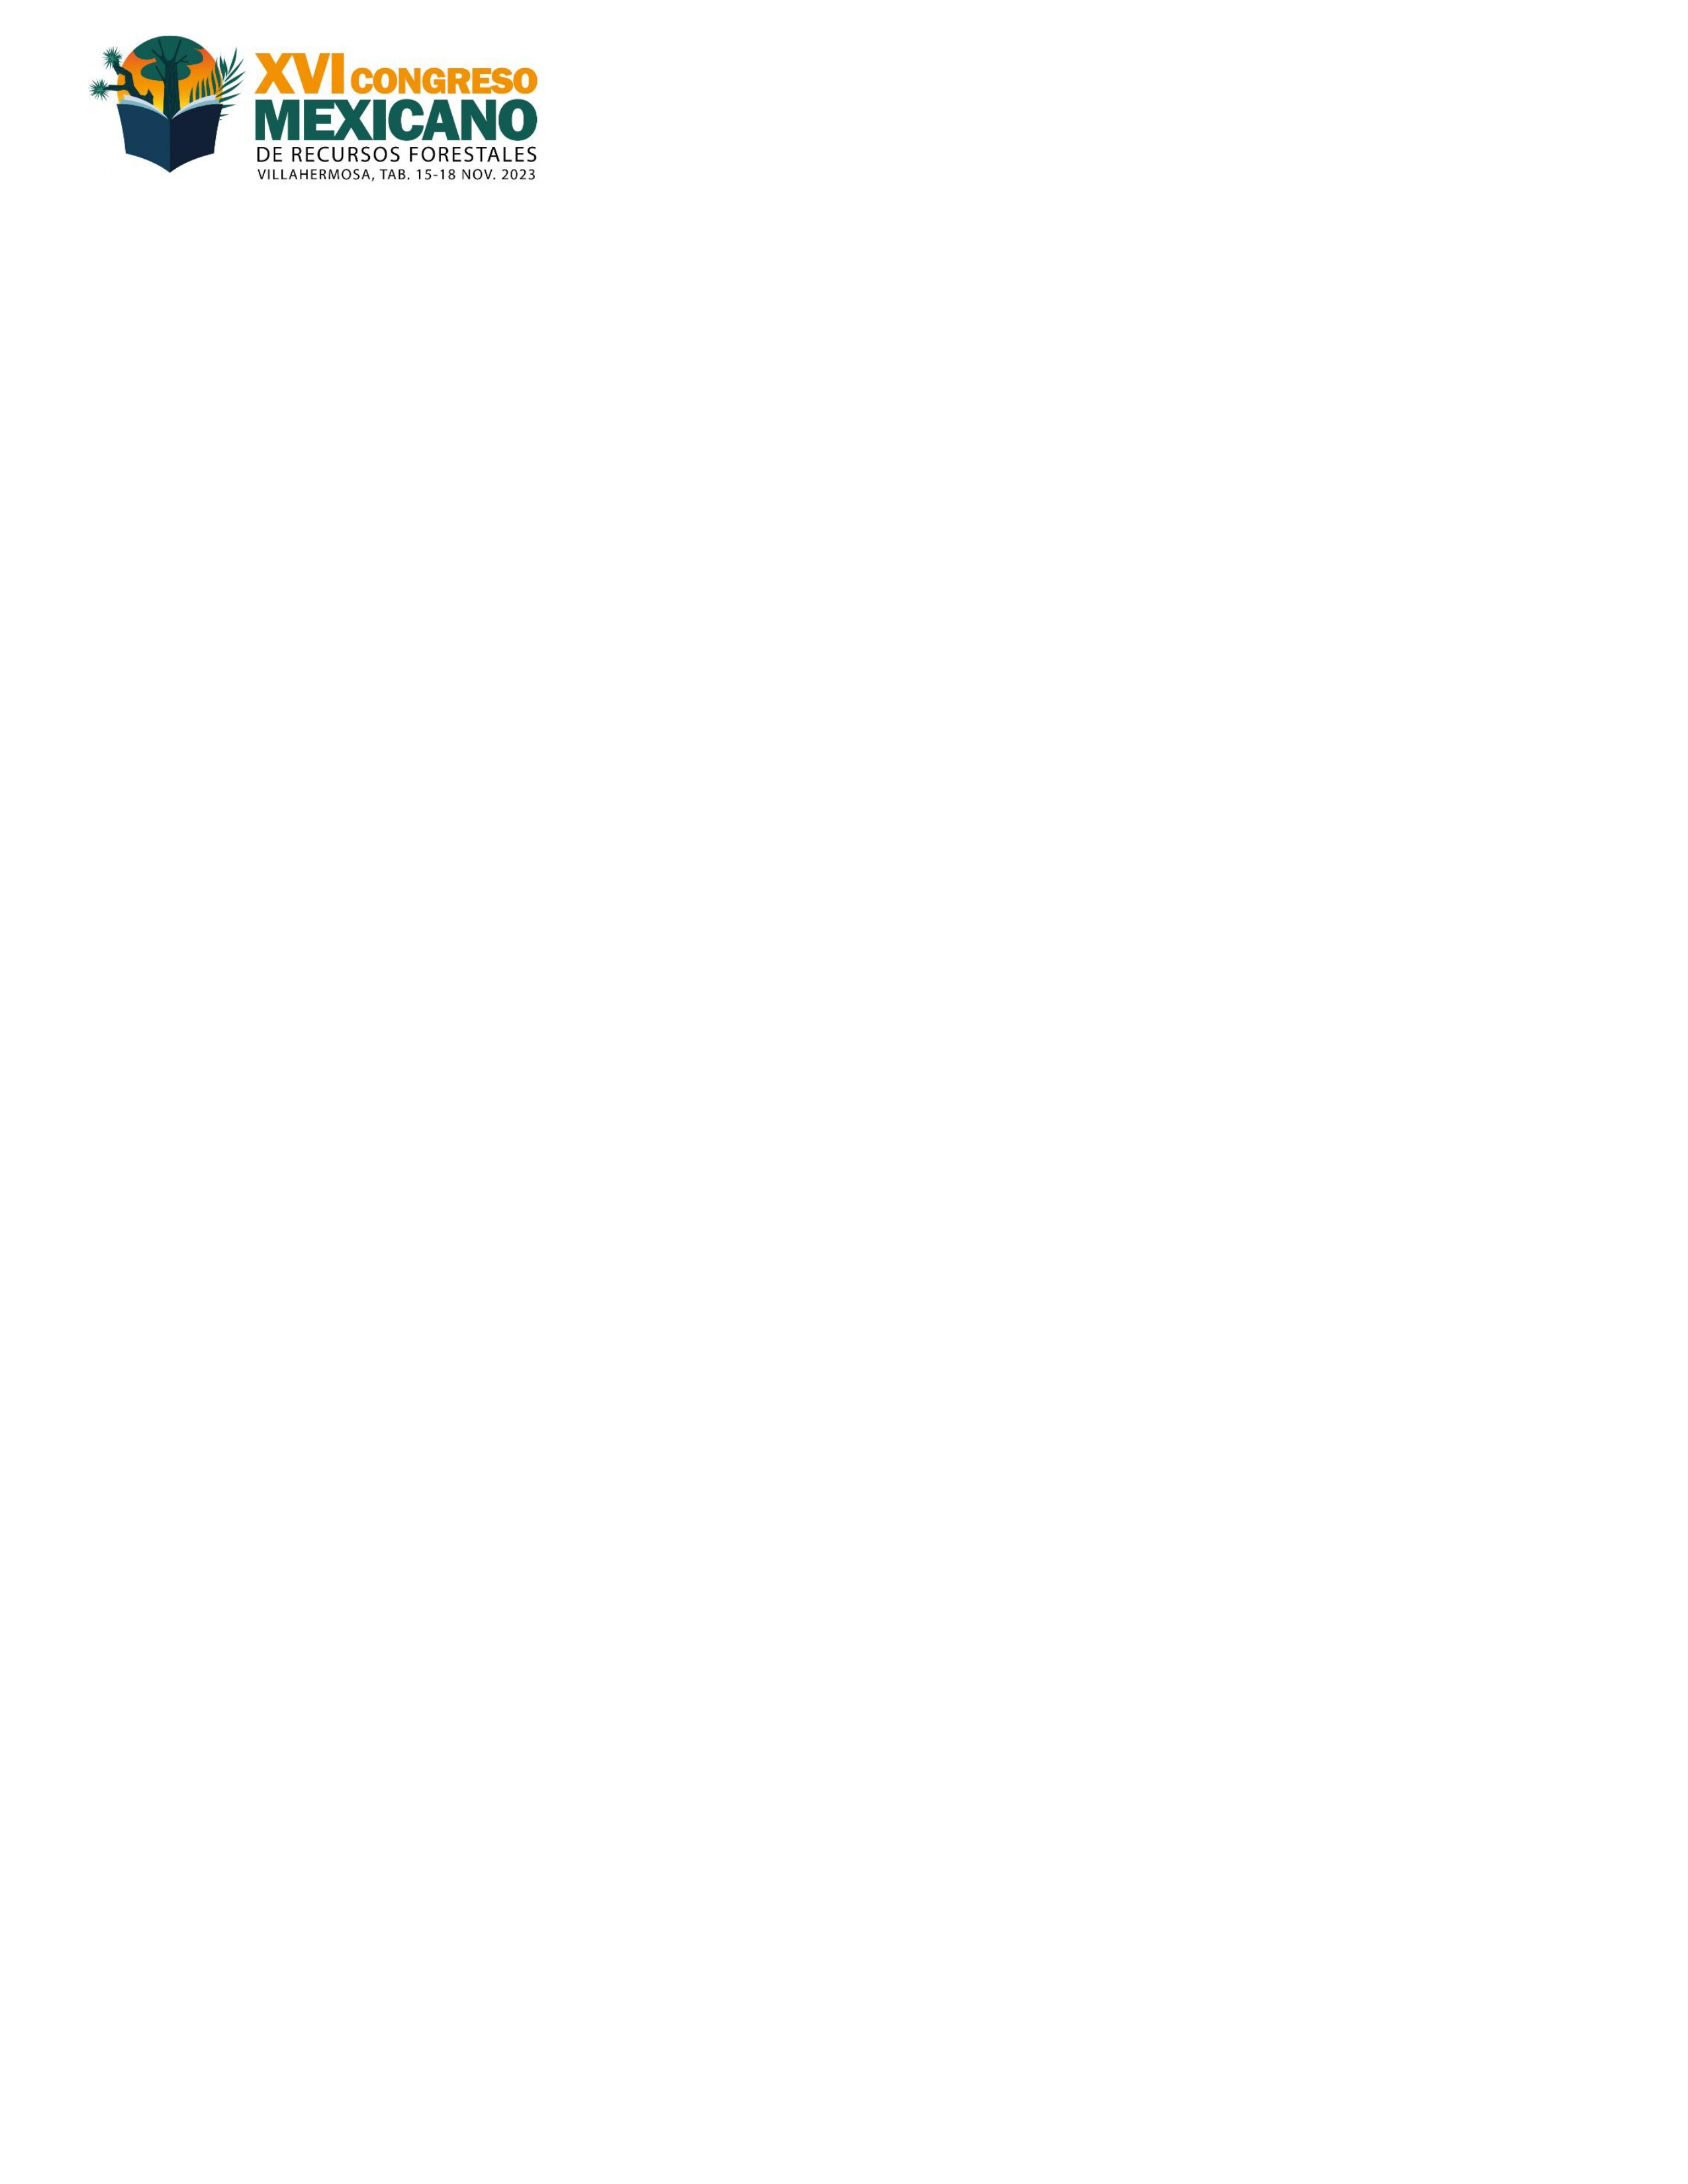 XVI CONGRESO
MEXICANO
DE RECURSOS FORESTALES
VILLAHERMOSA, TAB. 15-18 NOV. 2023